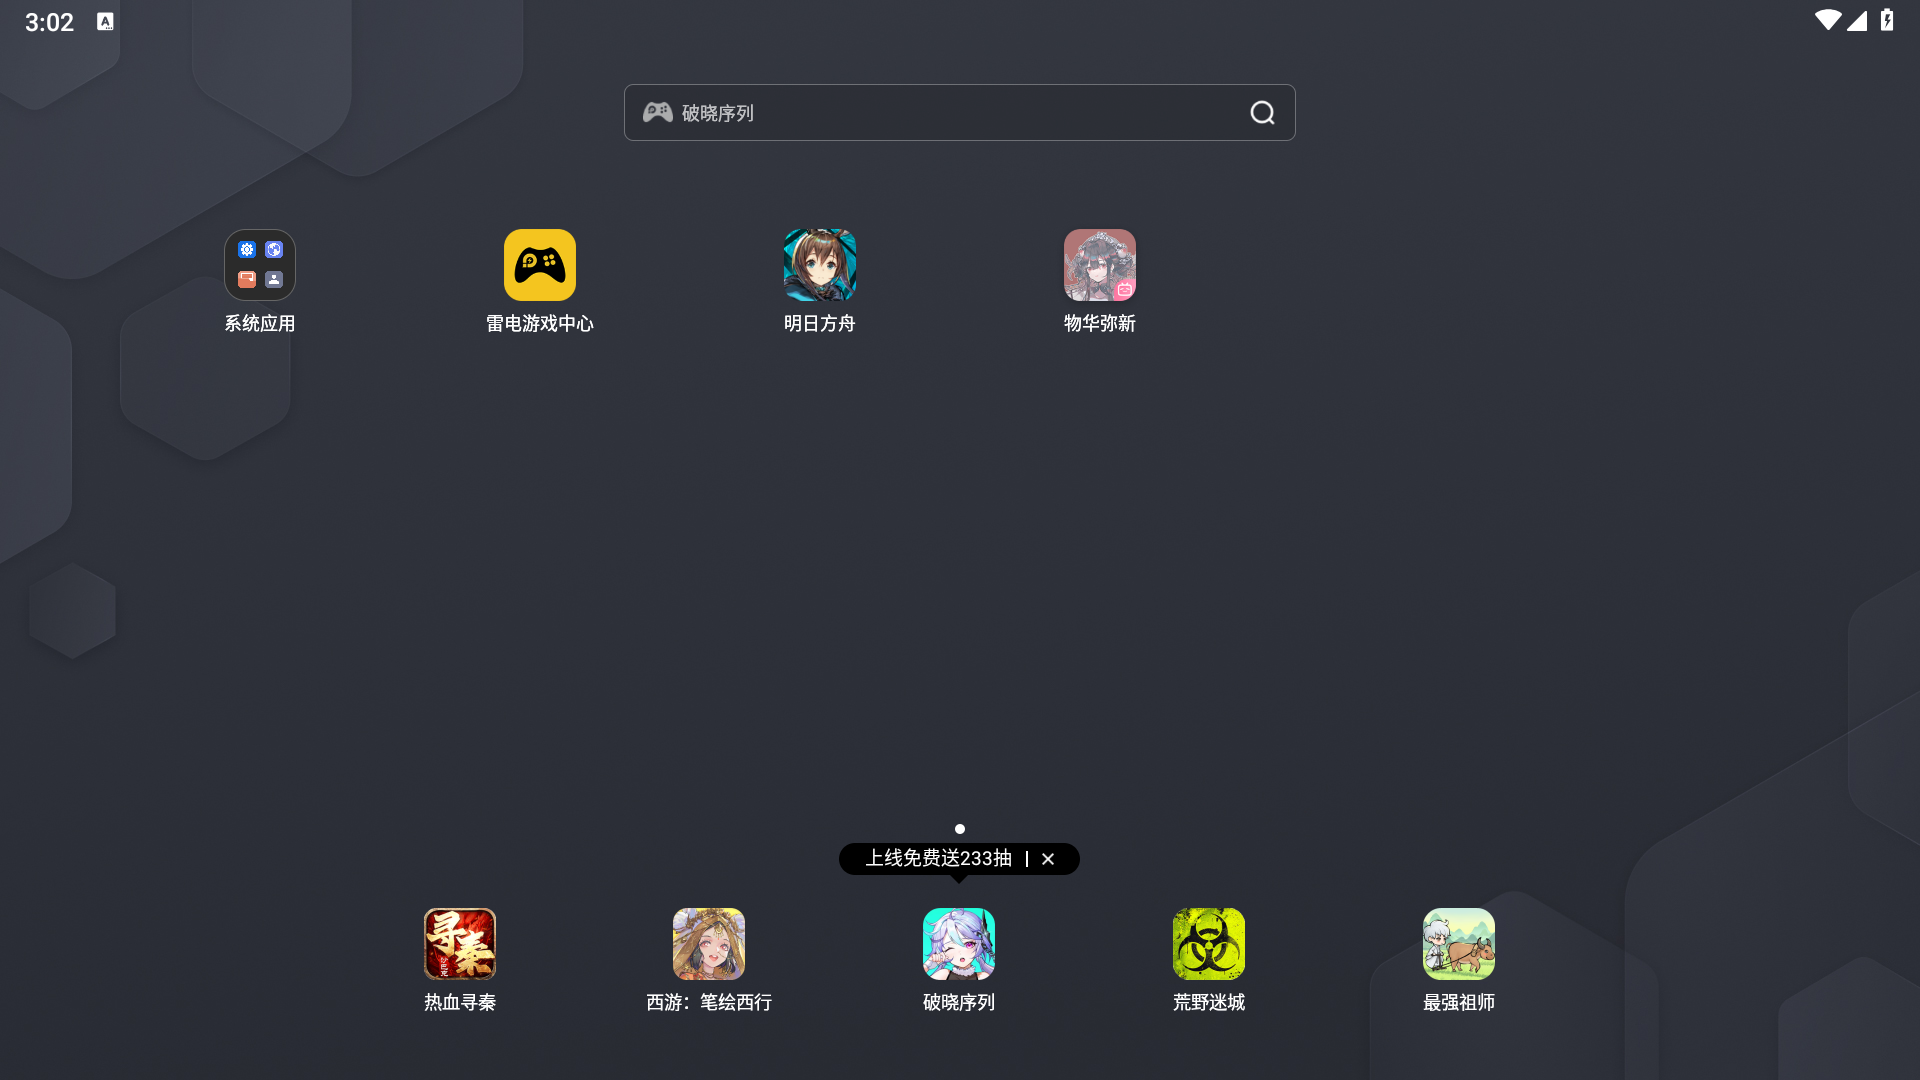 3:02
破晓序列
系统应用
雷电游戏中心
明日方舟
物华弥新
上线免费送233抽
热血寻秦
西游：笔绘西行
破晓序列
荒野迷城
最强祖师
寻秦